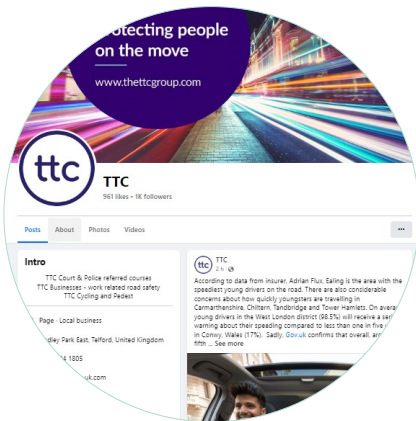 otecting people
on the move
www.thettcgroup.com
ttc
TTC
961 likes • 1K followers
Posts About Photos Videos
Intro
TTC Court & Police referred courses
TTC Businesses - work related road safety
TTC Cycling and Pedest
Page · Local business
dley Park East, Telford, United Kingdom
1805
uk.com
ttc
TTC
2 h
According to data from insurer, Adrian Flux, Ealing is the area with the
speediest young drivers on the road. There are also considerable
concerns about how quickly youngsters are travelling in
Carmarthenshire, Chiltern, Tandbridge and Tower Hamlets. On avera
young drivers in the West London district (98.5%) will receive a se
warning about their speeding compared to less than one in five
in Conwy, Wales (17%). Sadly, Gov.uk confirms that overall, ar
fifth ... See more